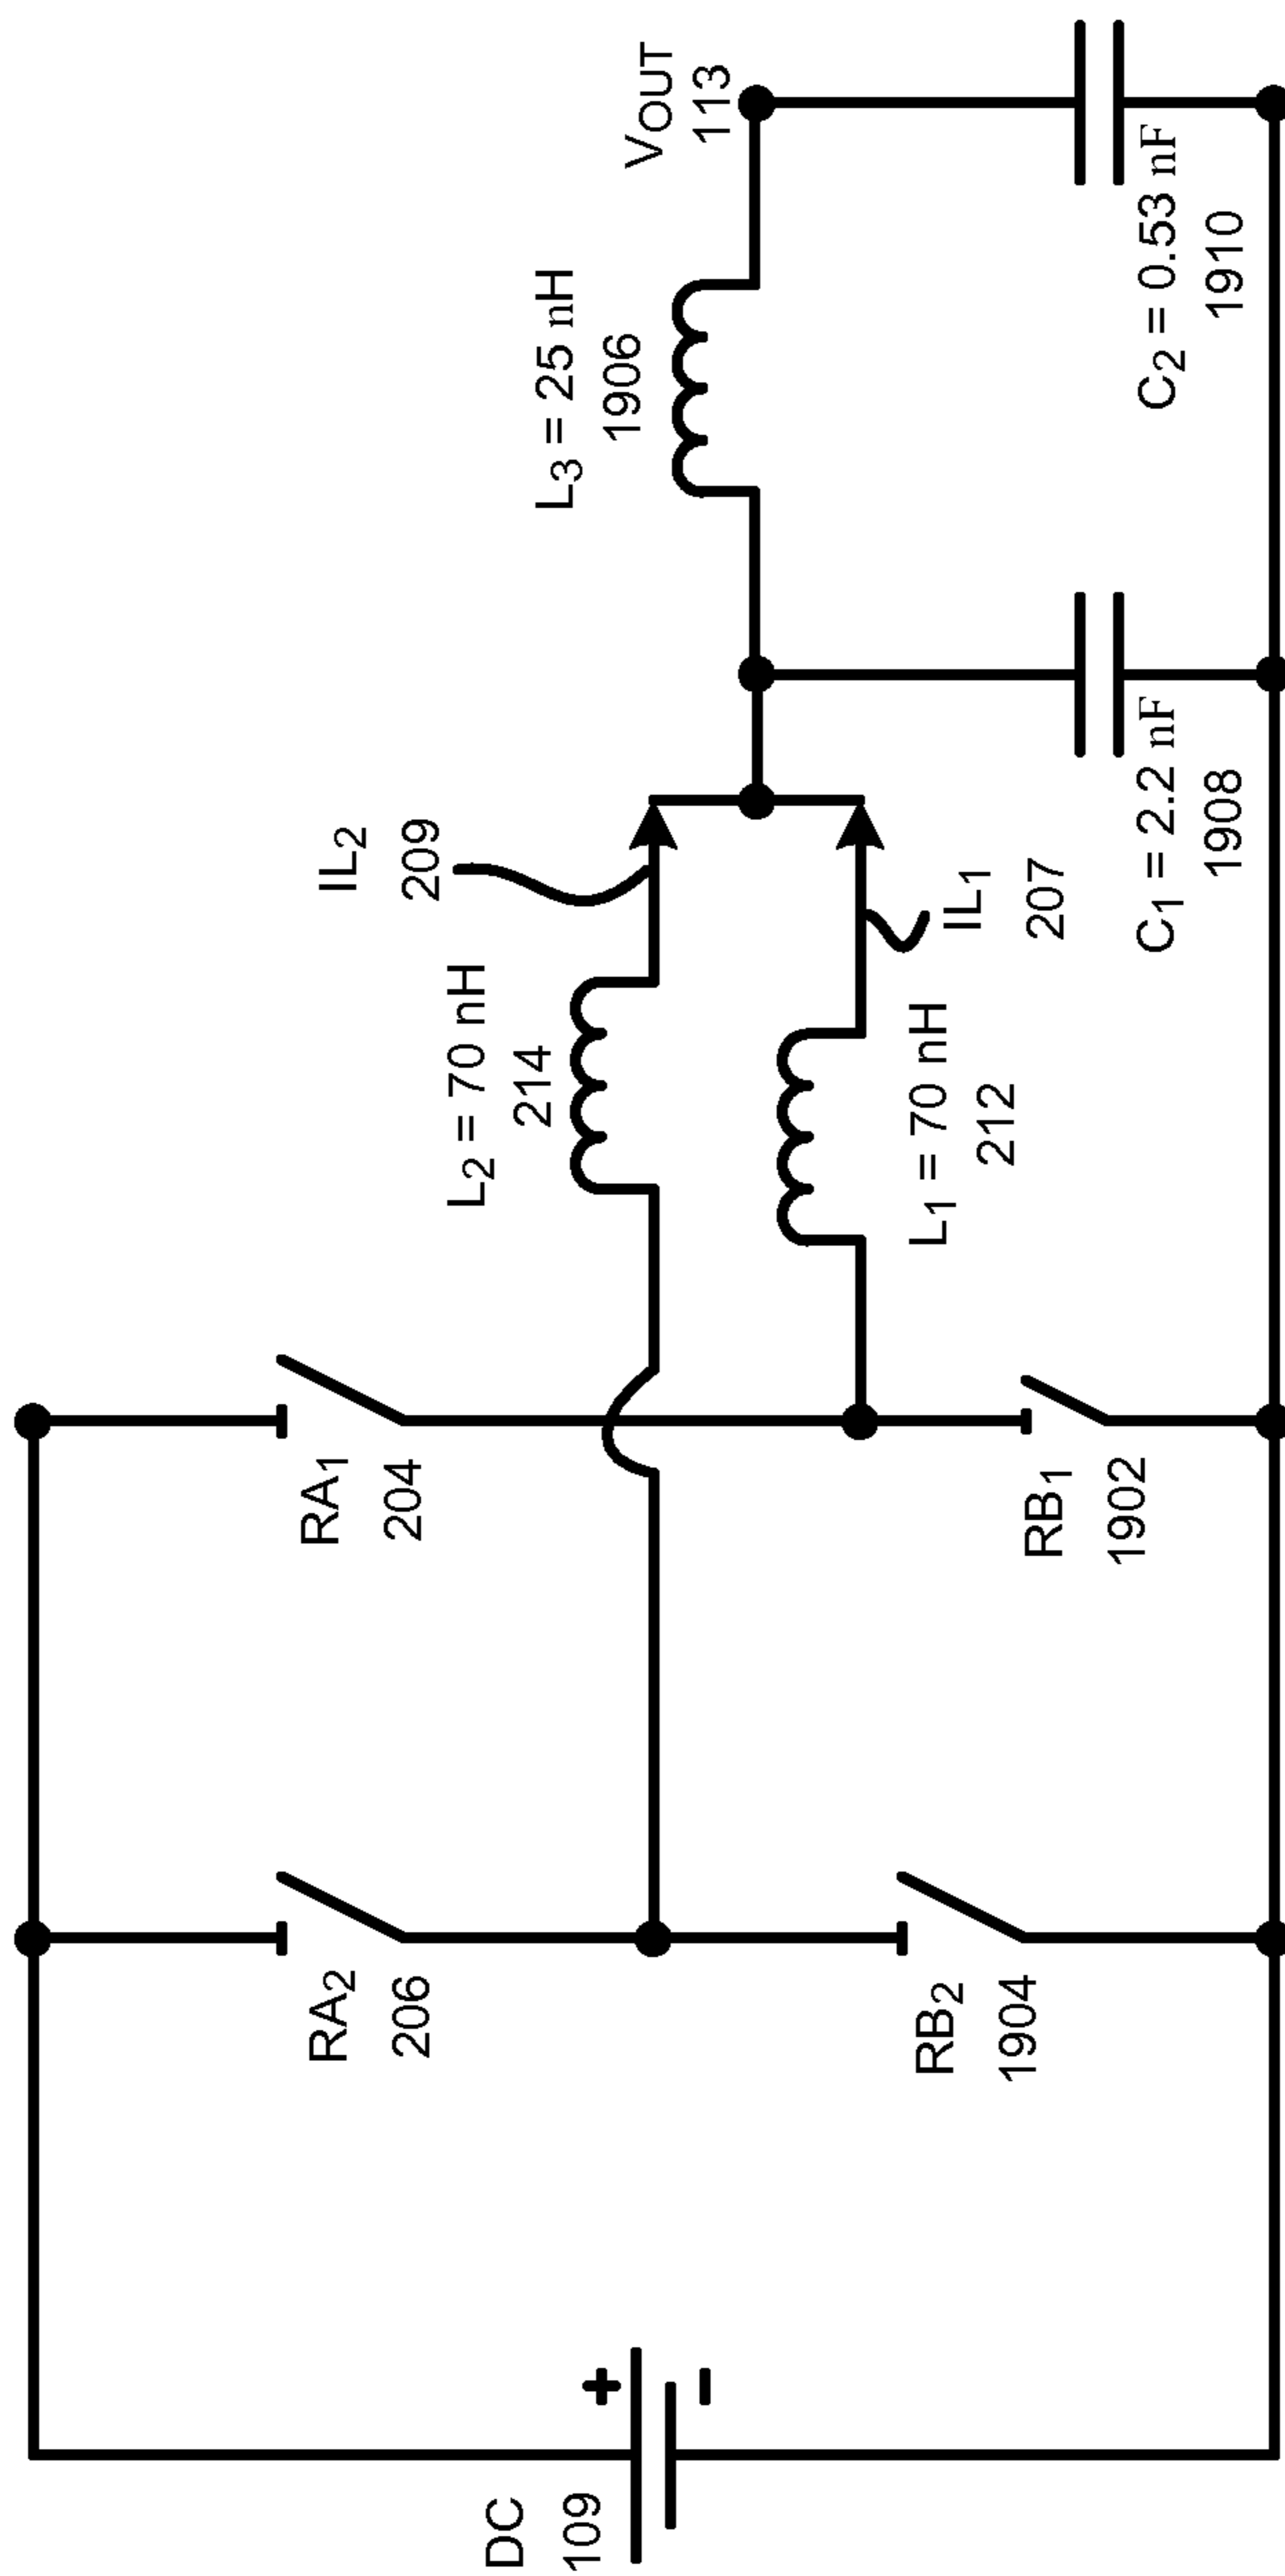 DC
109
+
-
RA2
206
RB2
1904
RA1
204
RB1
1902
L2 = 70 nH
214
L1 = 70 nH
212
IL2
209
IL1
207
C1 = 2.2 nF
1908
L3 = 25 nH
1906
VOUT
113
C2 = 0.53 nF
1910